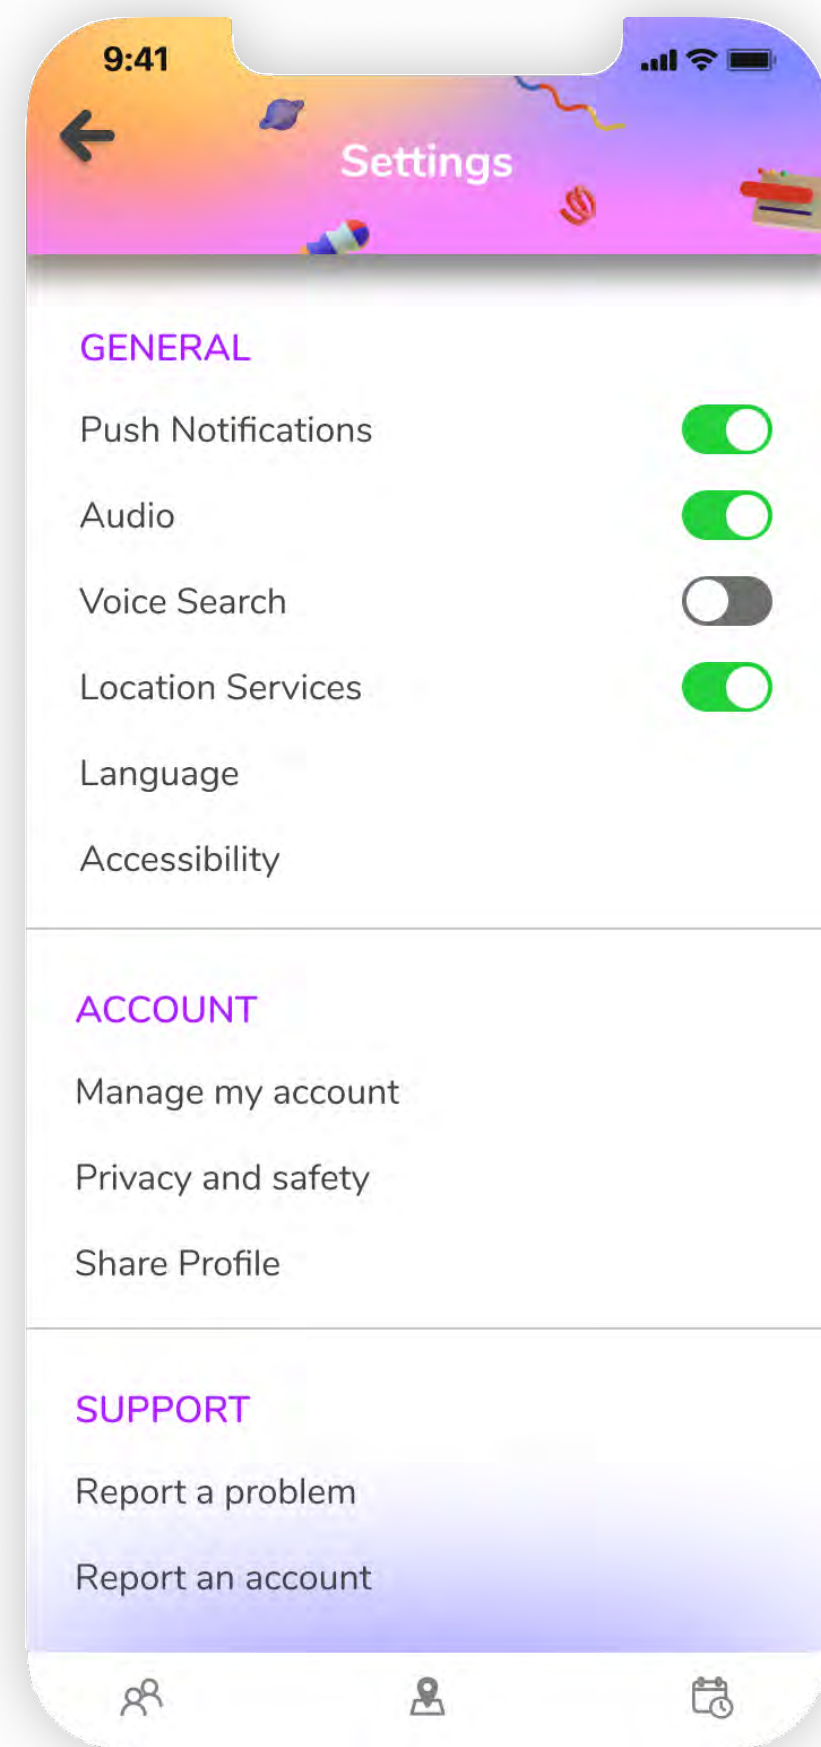 9:41
Settings
GENERAL
Push Notifications
Audio
Voice Search
Location Services
Language
Accessibility
ACCOUNT
Manage my account
Privacy and safety
Share Profile
SUPPORT
Report a problem
Report an account